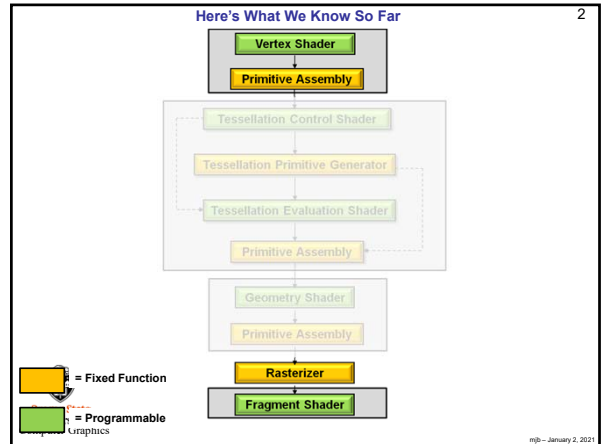 Here's What We Know So Far
2
Vertex Shader
Primitive Assembly
Tessellation Control Shader
Tessellation Primitive Generator
Tessellation Evaluation Shader
Primitive Assembly
Geometry Shader
Primitive Assembly
Rasterizer
Fragment Shader
= Fixed Function
= Programmable
Graphics
mjb – January 2, 2021